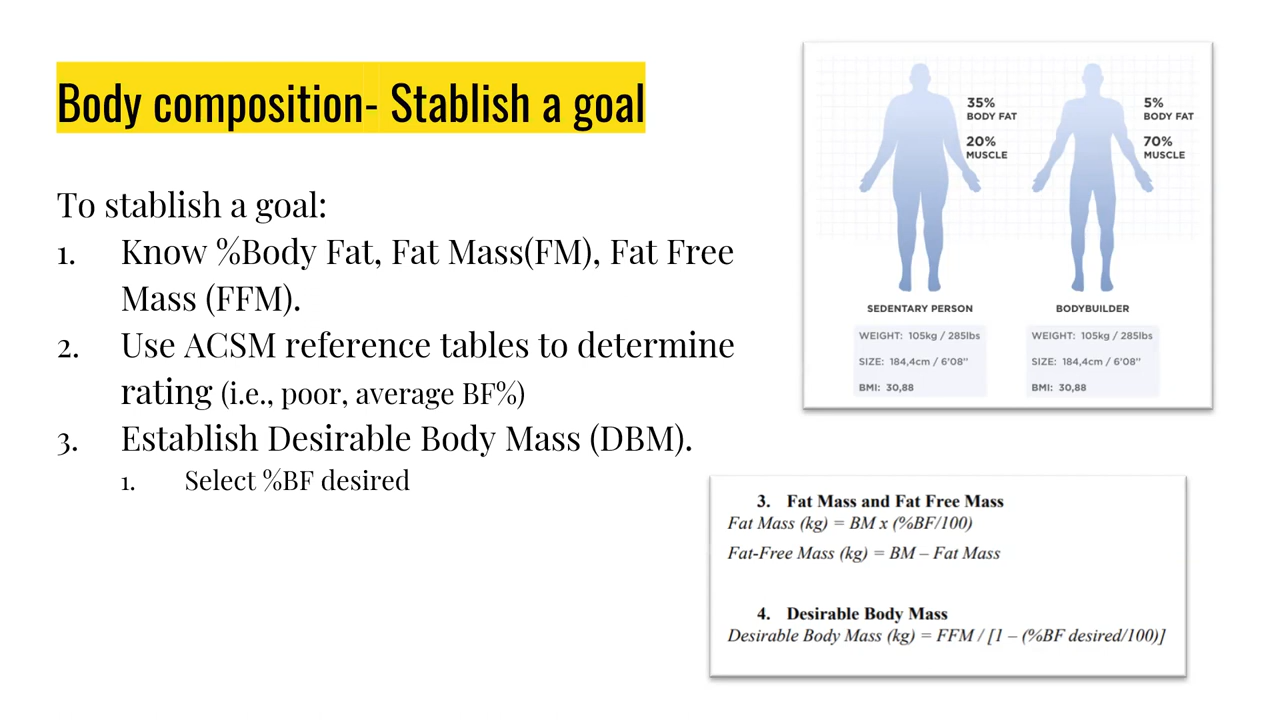 Body composition- Stablish a goal
To stablish a goal:
1. Know %Body Fat, Fat Mass(FM), Fat Free
Mass (FFM).
2. Use ACSM reference tables to determine
rating (i.e., poor, average BF%)
3. Establish Desirable Body Mass (DBM).
1. Select %BF desired
35%
BODY FAT
20%
MUSCLE
5%
BODY FAT
70%
MUSCLE
SEDENTARY PERSON
WEIGHT: 105kg / 285lbs
SIZE: 184,4cm / 6'08''
BMI: 30,88
BODYBUILDER
WEIGHT: 105kg / 285lbs
SIZE: 184,4cm / 6'08''
BMI: 30,88
3. Fat Mass and Fat Free Mass
Fat Mass (kg) = BM x (%BF/100)
Fat-Free Mass (kg) = BM – Fat Mass
4. Desirable Body Mass
Desirable Body Mass (kg) = FFM / [1 – (%BF desired/100)]